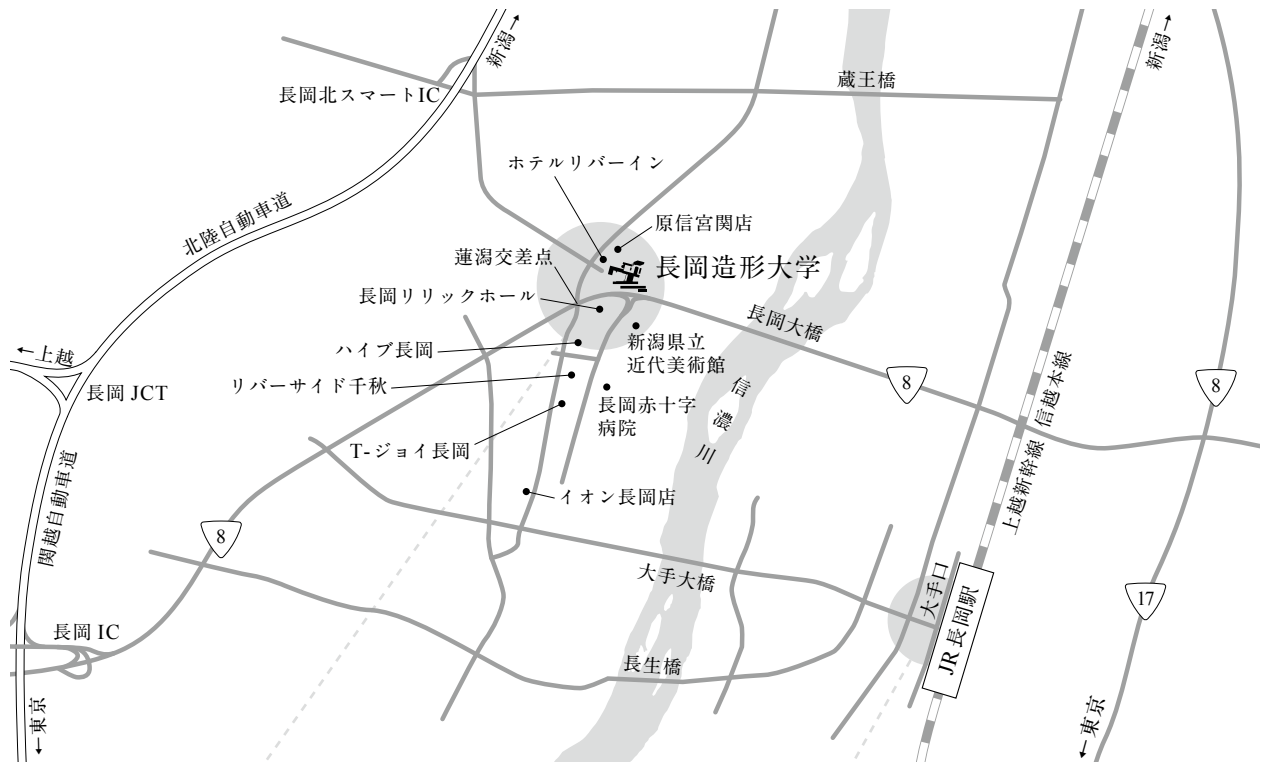 新潟→
新潟→
蔵王橋
長岡北スマートIC
ホテルリバーイン
北陸自動車道
原信宮関店
蓮潟交差点
長岡造形大学
長岡リリックホール
長岡大橋
←上越
ハイブ長岡
新潟県立
近代美術館
長岡 JCT
リバーサイド千秋
8
8
信濃川
長岡赤十字
病院
上越新幹線 信越本線
T-ジョイ長岡
イオン長岡店
関越自動車道
8
大手大橋
大手口
17
JR長岡駅
長岡 IC
長生橋
←東京
←東京